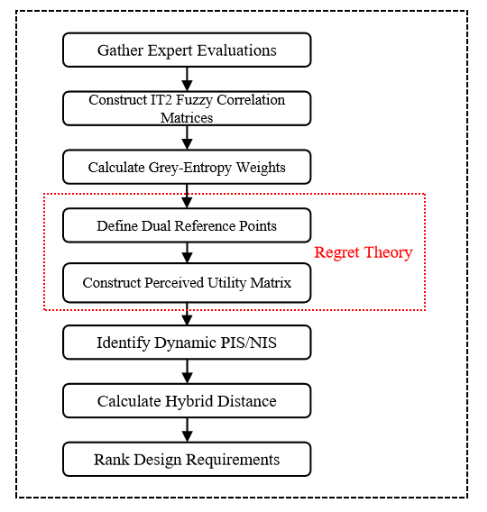 Gather Expert Evaluations
Construct IT2 Fuzzy Correlation
Matrices
Calculate Grey-Entropy Weights
Define Dual Reference Points
Regret Theory
Construct Perceived Utility Matrix
Identify Dynamic PIS/NIS
Calculate Hybrid Distance
Rank Design Requirements